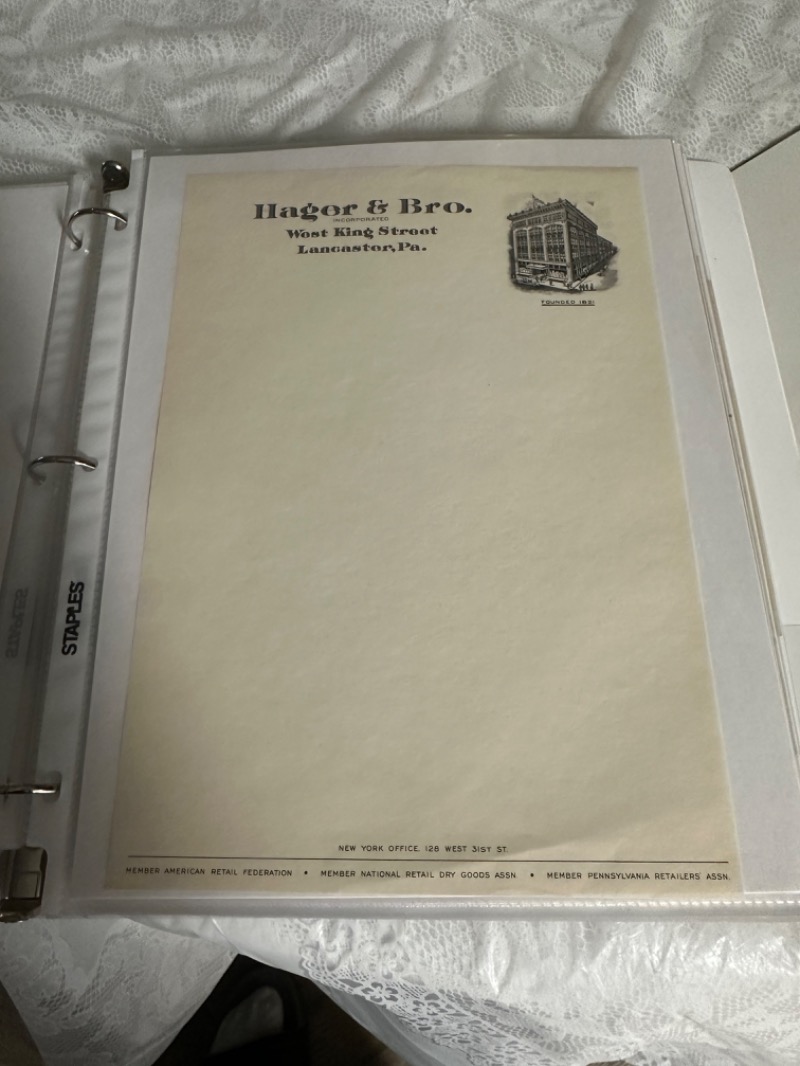 Hager & Bro.
INCORPORATED
West King Street
Lancaster, Pa.
FOUNDED 1821
STAPLES
NEW YORK OFFICE, 128 WEST 31ST ST.
MEMBER AMERICAN RETAIL FEDERATION • MEMBER NATIONAL RETAIL DRY GOODS ASSN. • MEMBER PENNSYLVANIA RETAILERS' ASSN.